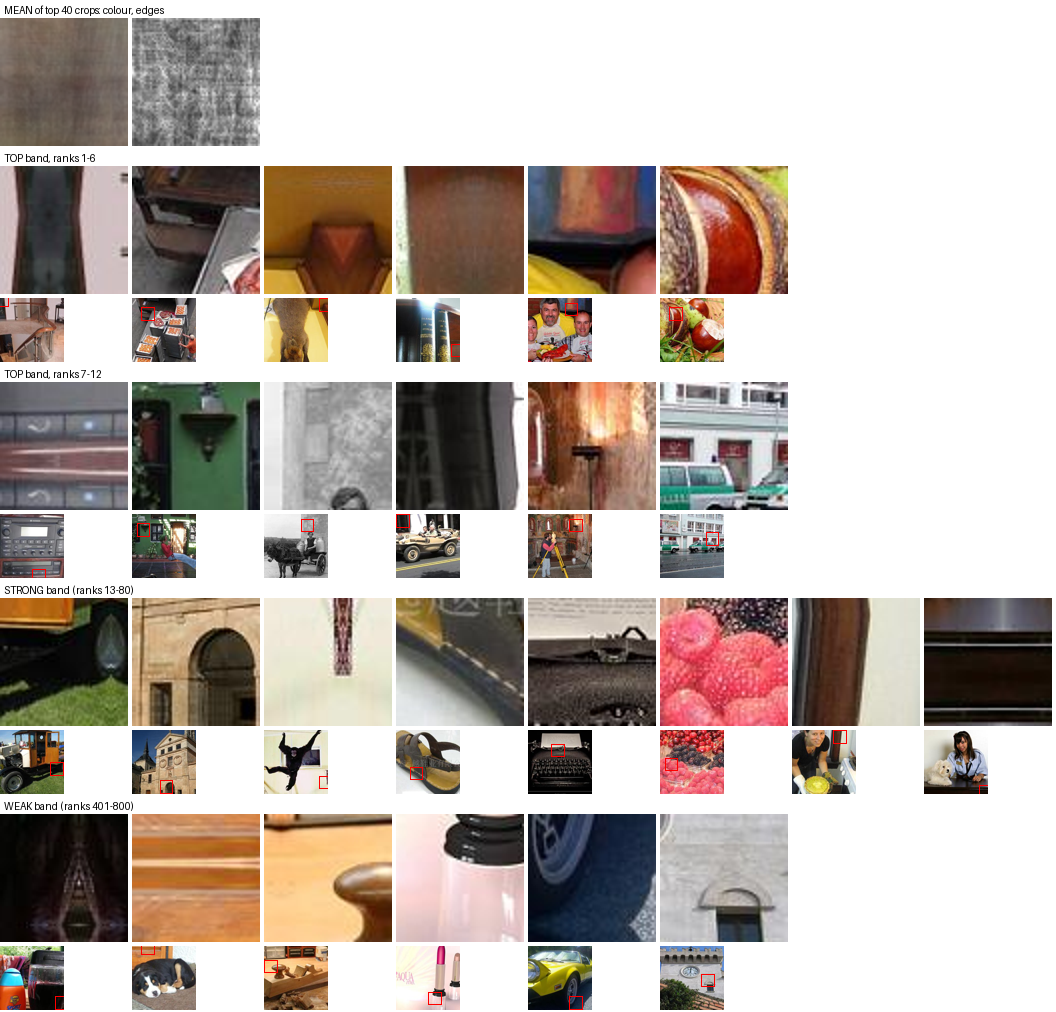 MEAN of top 40 crops: colour, edges
TOP band, ranks 1-6
TOP band, ranks 7-12
STRONG band (ranks 13-80)
WEAK band (ranks 401-800)